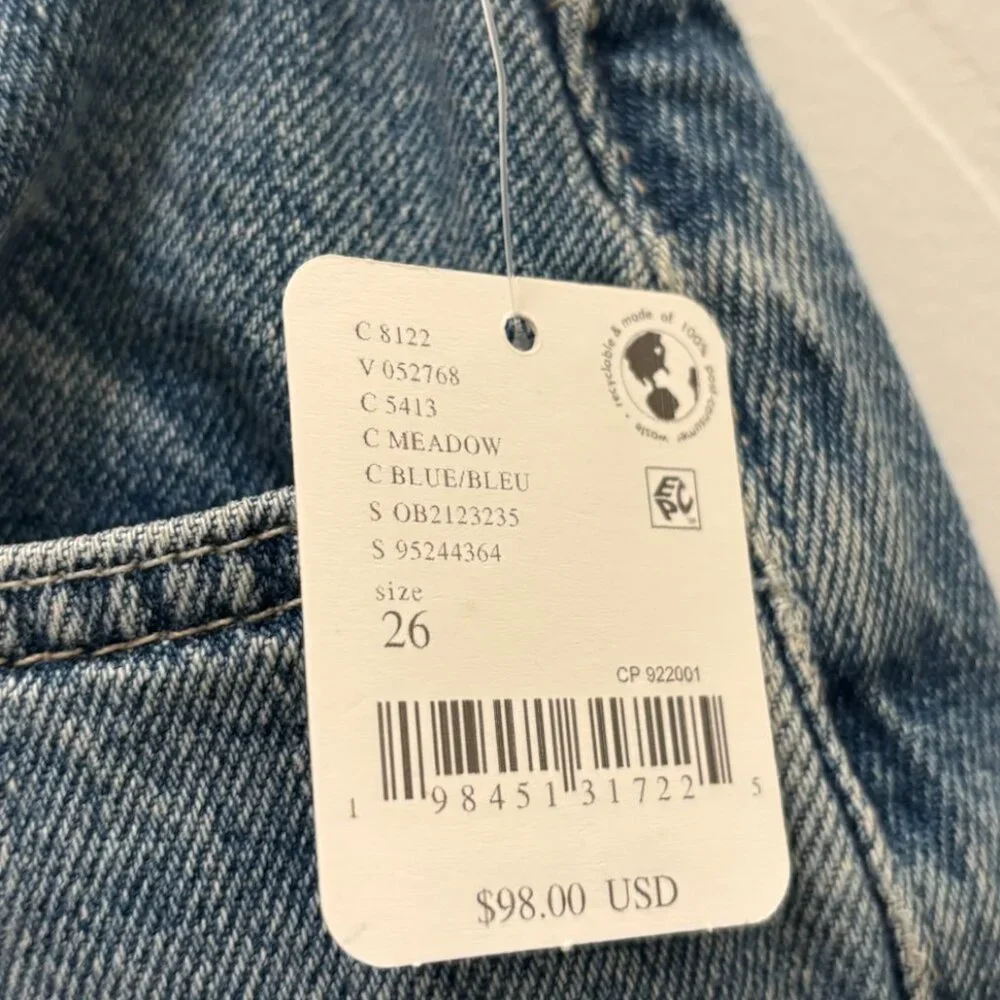 C 8122
V 052768
C 5413
C MEADOW
C BLUE/BLEU
S OB2123235
S 95244364
size
26
recyclable & made of 100% post-consumer waste
EPC
CP 922001
1 98451 31722 5
$98.00 USD